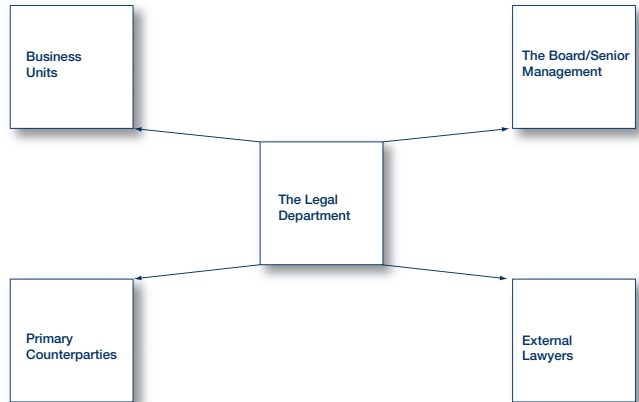 Business
Units
The Board/Senior
Management
The Legal
Department
Primary
Counterparties
External
Lawyers